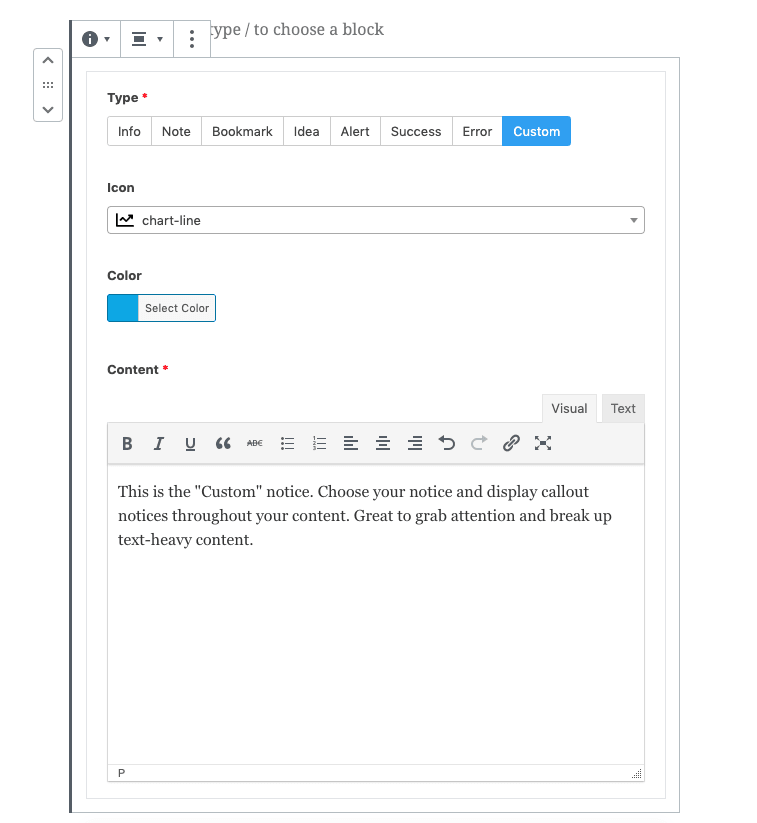 type / to choose a block
Type *
Info Note Bookmark Idea Alert Success Error Custom
Icon
chart-line
Color
Select Color
Content *
Visual Text
B I U ABC
This is the "Custom" notice. Choose your notice and display callout
notices throughout your content. Great to grab attention and break up
text-heavy content.
P